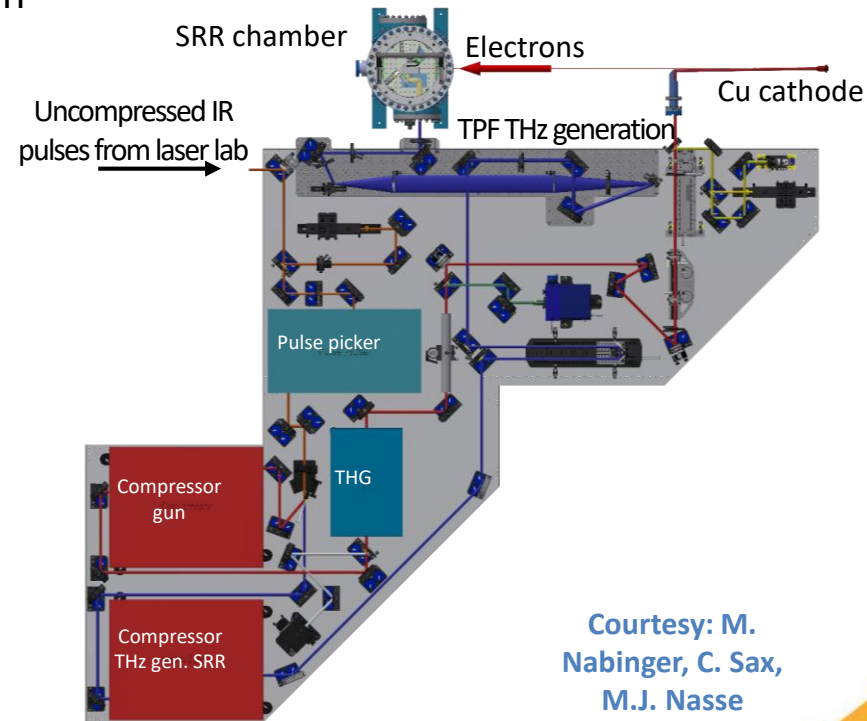 SRR chamber
Electrons
Cu cathode
Uncompressed IR
pulses from laser lab
TPF THz generation
Pulse picker
Compressor
gun
THG
Compressor
THz gen. SRR
Courtesy: M.
Nabinger, C. Sax,
M.J. Nasse